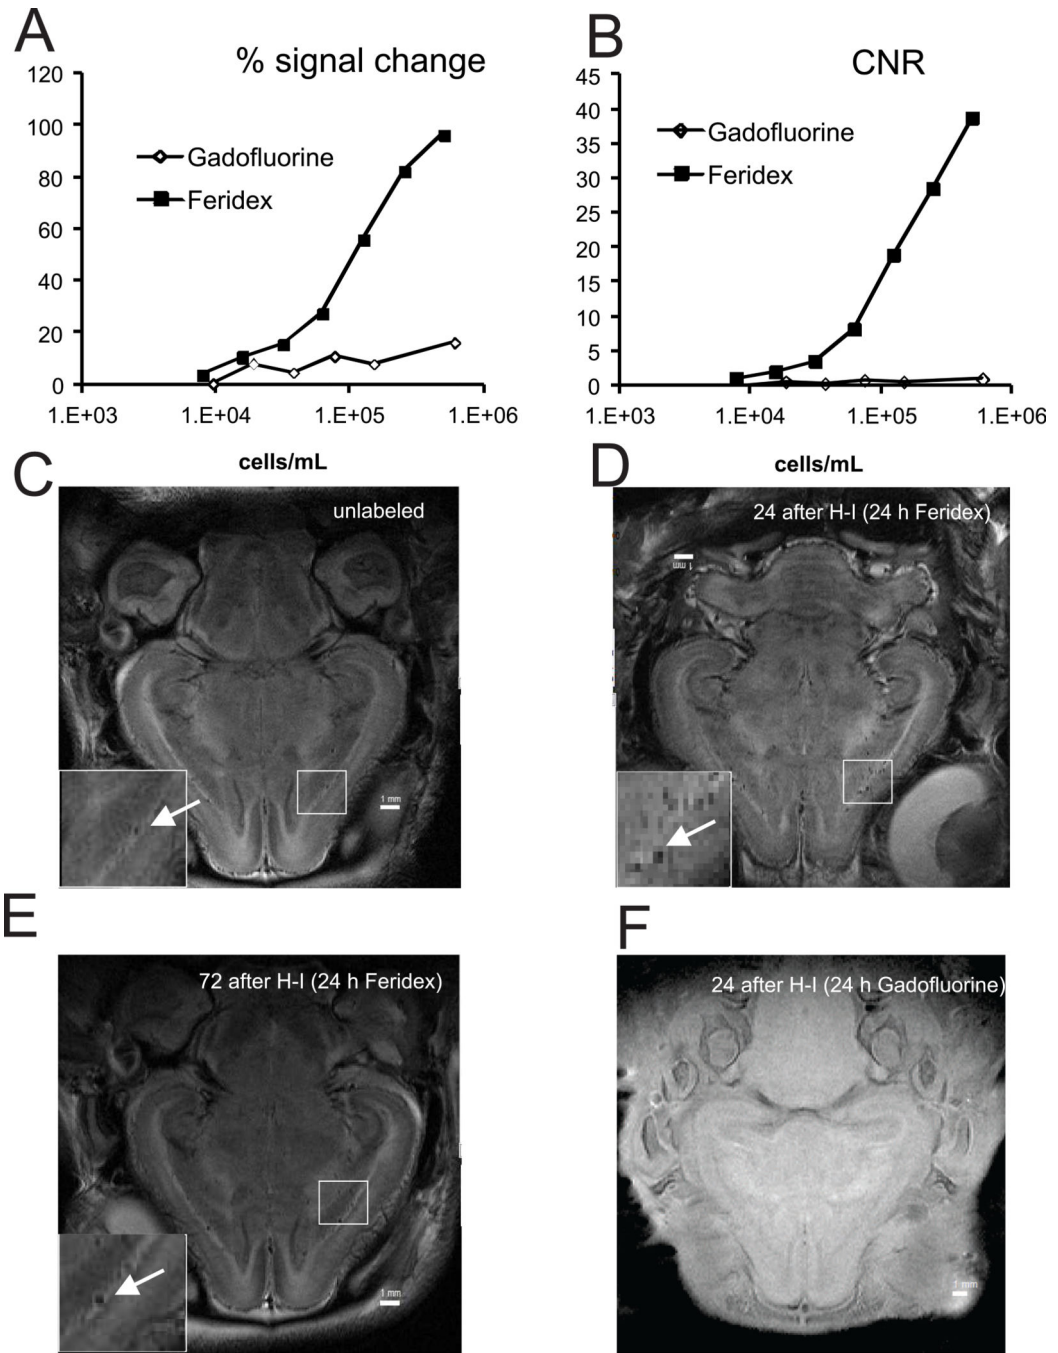 A
% signal change
120
100
80
60
40
20
0
Gadofluorine
Feridex
1.E+03 1.E+04 1.E+05 1.E+06
cells/mL
B
CNR
45
40
35
30
25
20
15
10
5
0
Gadofluorine
Feridex
1.E+03 1.E+04 1.E+05 1.E+06
cells/mL
C
unlabeled
1 mm
D
24 after H-I (24 h Feridex)
1 mm
E
72 after H-I (24 h Feridex)
1 mm
F
24 after H-I (24 h Gadofluorine)
1 mm